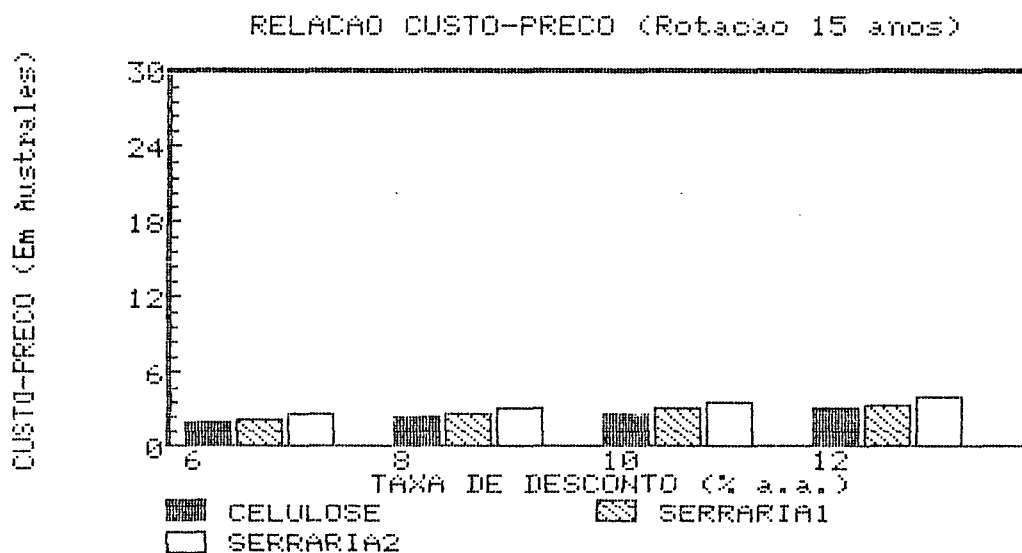 RELACAO CUSTO-PRECO (Rotacao 15 anos)
CUSTO-PRECO (Em Australes)
30
24
18
12
6
0
6 8 10 12
TAXA DE DESCONTO (% a.a.)
CELULOSE SERRARIA1
SERRARIA2